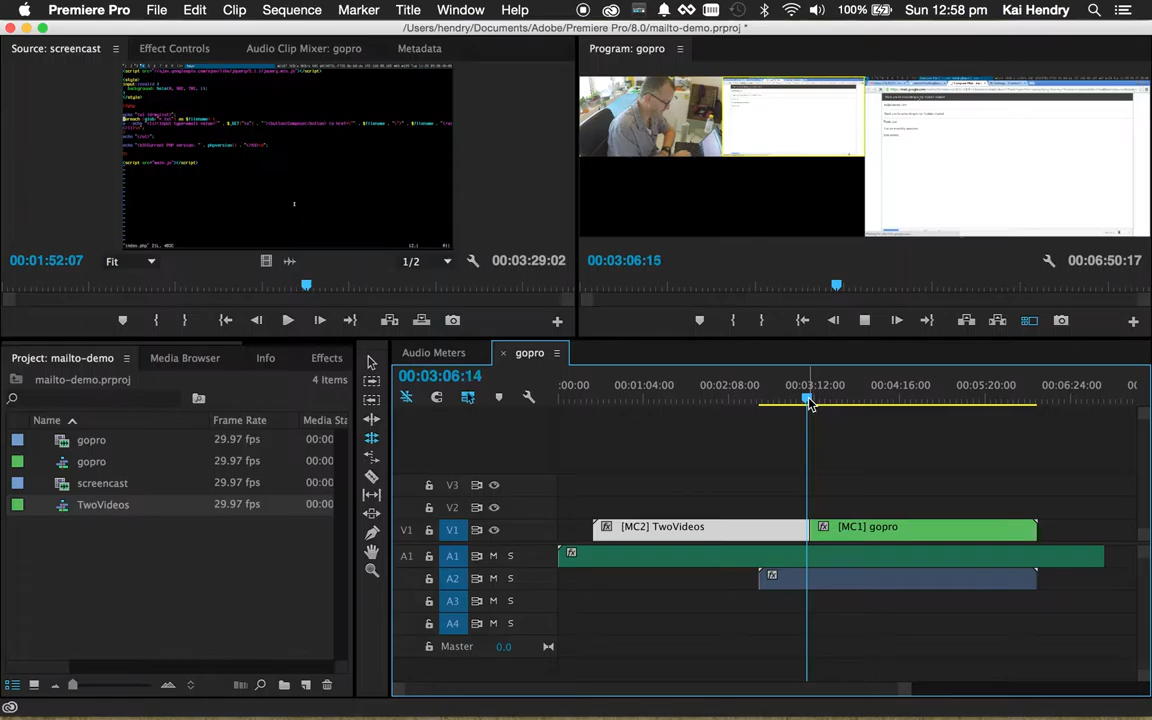 Premiere Pro File Edit Clip Sequence Marker Title Window Help 100% Sun 12:58 pm Kai Hendry
/Users/hendry/Documents/Adobe/Premiere Pro/8.0/mailto-demo.prproj *
Source: screencast Effect Controls Audio Clip Mixer: gopro Metadata
Program: gopro
00:01:52:07 Fit 1/2 00:03:29:02
00:03:06:15 00:06:50:17
Project: mailto-demo Media Browser Info Effects
mailto-demo.prproj 4 Items
Name Frame Rate Media Sta
gopro 29.97 fps 00:00
gopro 29.97 fps 00:00
screencast 29.97 fps 00:00
TwoVideos 29.97 fps 00:00
Audio Meters × gopro
00:03:06:14
:00:00 00:01:04:00 00:02:08:00 00:03:12:00 00:04:16:00 00:05:20:00 00:06:24:00 00
V3
V2
V1 V1 fx [MC2] TwoVideos fx [MC1] gopro
A1 A1 M S fx
A2 M S fx
A3 M S
A4 M S
Master 0.0